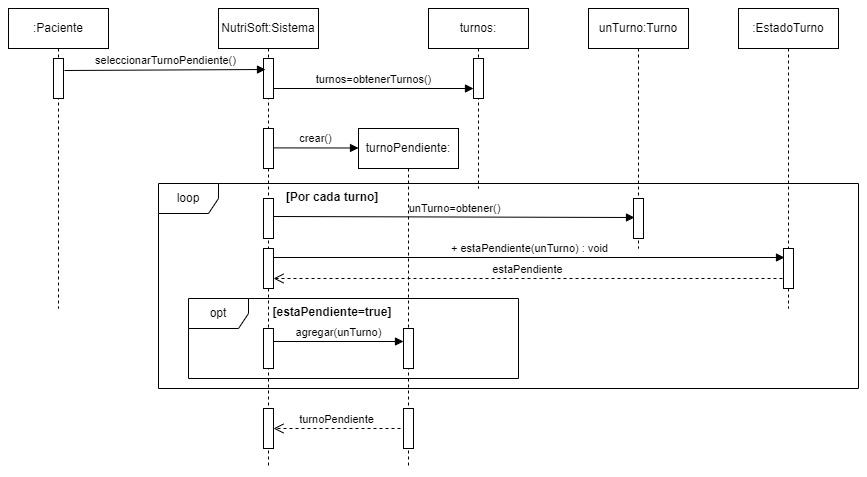 :Paciente
NutriSoft:Sistema
turnos:
unTurno:Turno
:EstadoTurno
seleccionarTurnoPendiente()
turnos=obtenerTurnos()
crear()
turnoPendiente:
loop
[Por cada turno]
unTurno=obtener()
+ estaPendiente(unTurno) : void
estaPendiente
opt
[estaPendiente=true]
agregar(unTurno)
turnoPendiente